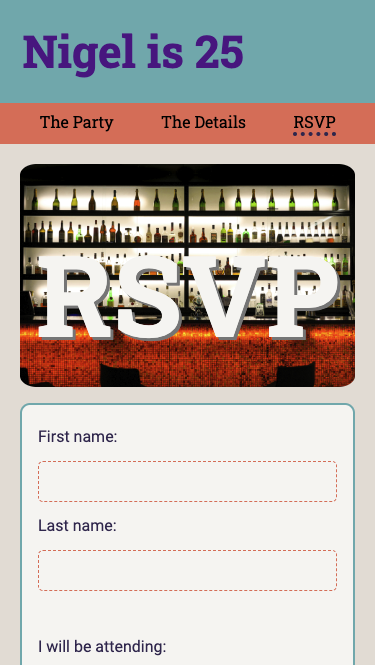 Nigel is 25
The Party The Details RSVP
RSVP
First name:
Last name:
I will be attending: